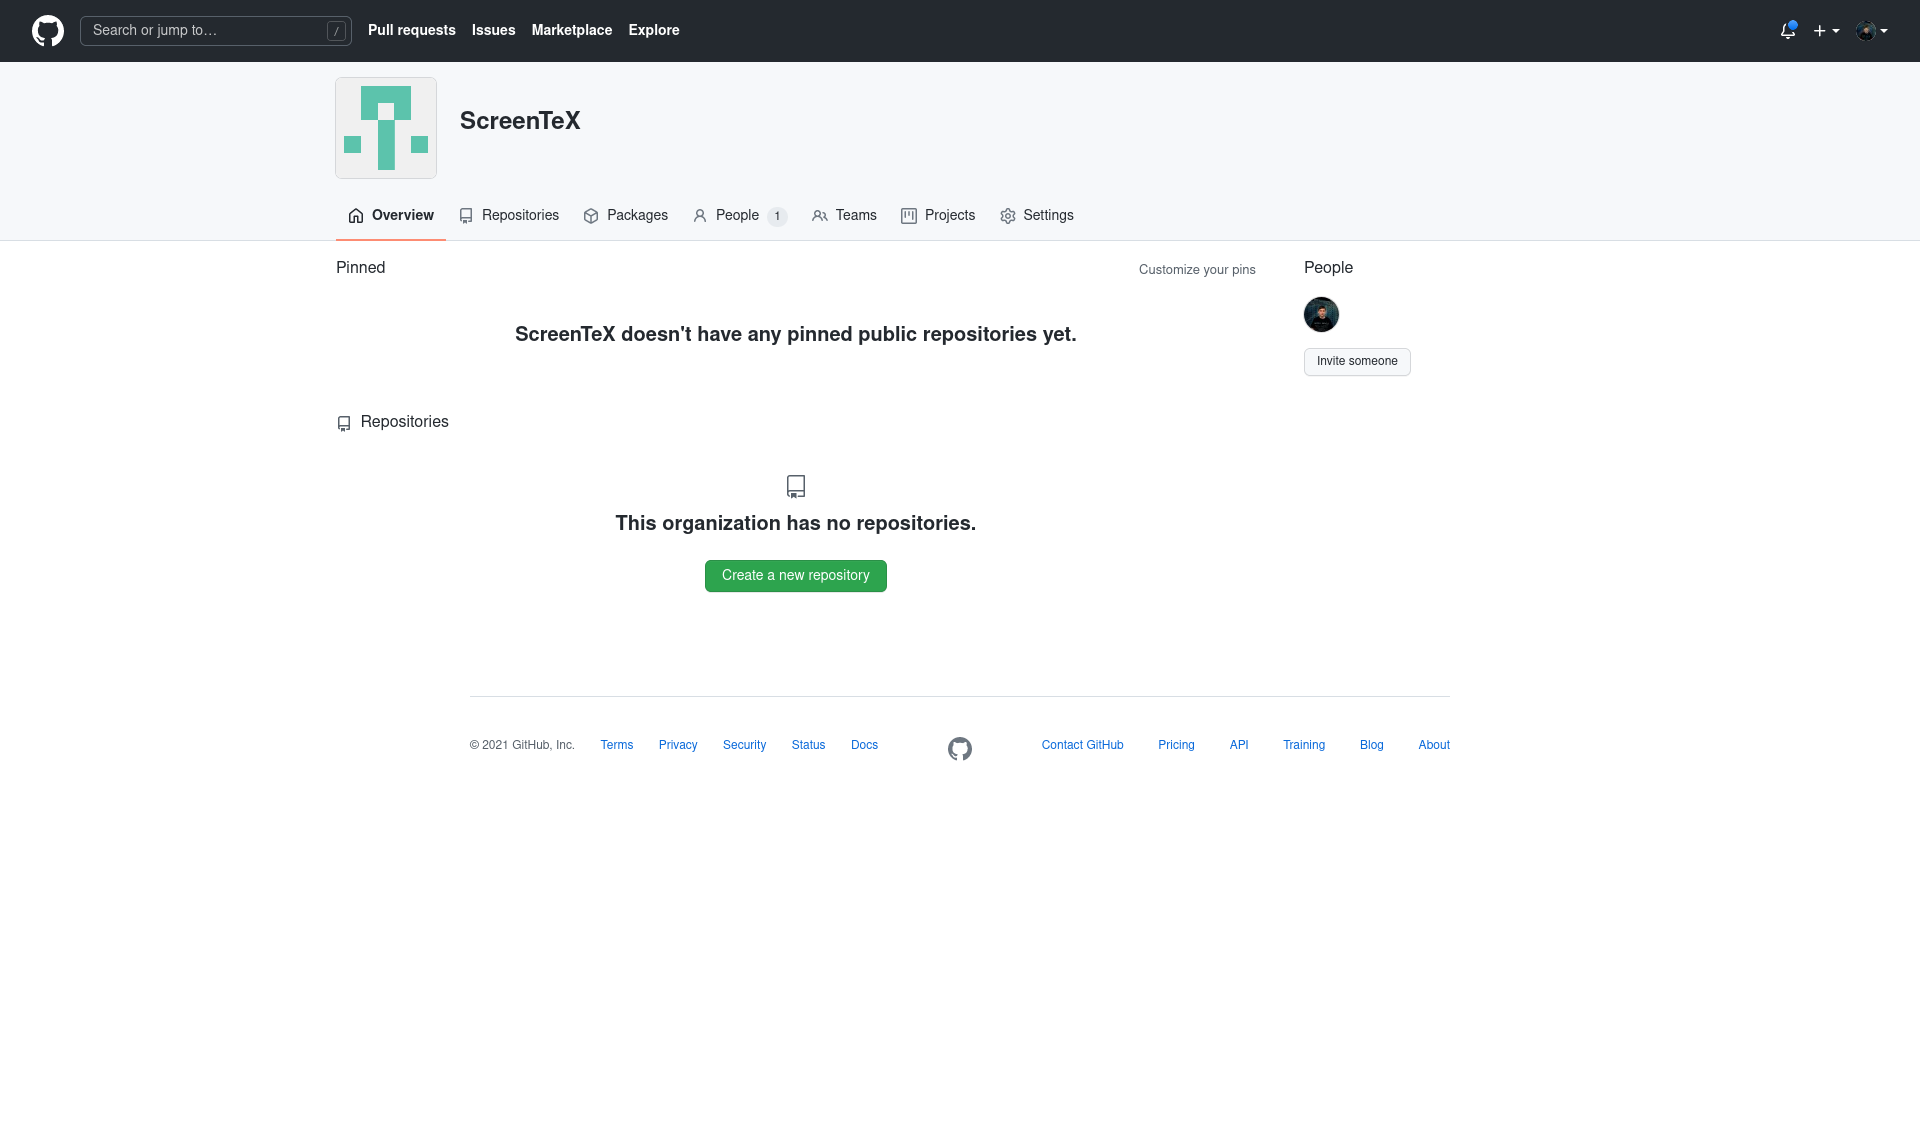 Search or jump to… /
Pull requests Issues Marketplace Explore
ScreenTeX
Overview Repositories Packages People 1 Teams Projects Settings
Pinned Customize your pins
ScreenTeX doesn't have any pinned public repositories yet.
Repositories
This organization has no repositories.
Create a new repository
People
Invite someone
© 2021 GitHub, Inc. Terms Privacy Security Status Docs Contact GitHub Pricing API Training Blog About